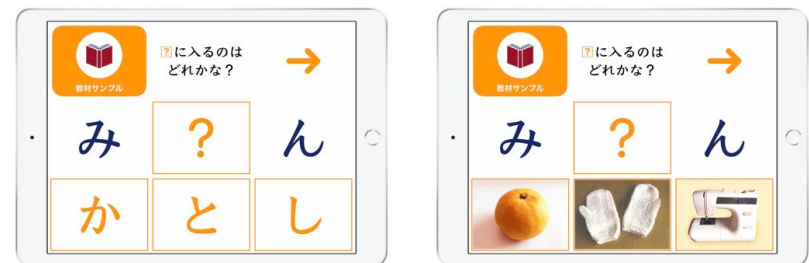 ?に入るのは
どれかな？
教材サンプル
み ? ん
か と し
?に入るのは
どれかな？
教材サンプル
み ? ん